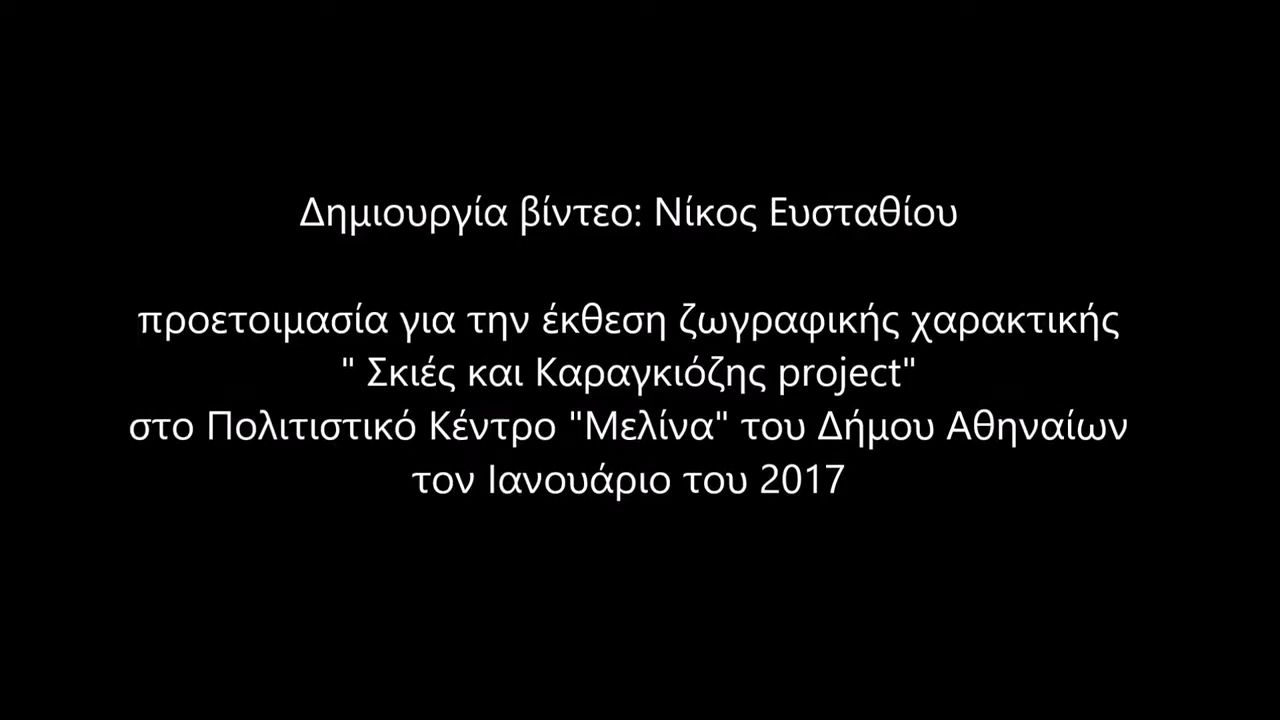 Δημιουργία βίντεο: Νίκος Ευσταθίου
προετοιμασία για την έκθεση ζωγραφικής χαρακτικής
" Σκιές και Καραγκιόζης project"
στο Πολιτιστικό Κέντρο "Μελίνα" του Δήμου Αθηναίων
τον Ιανουάριο του 2017